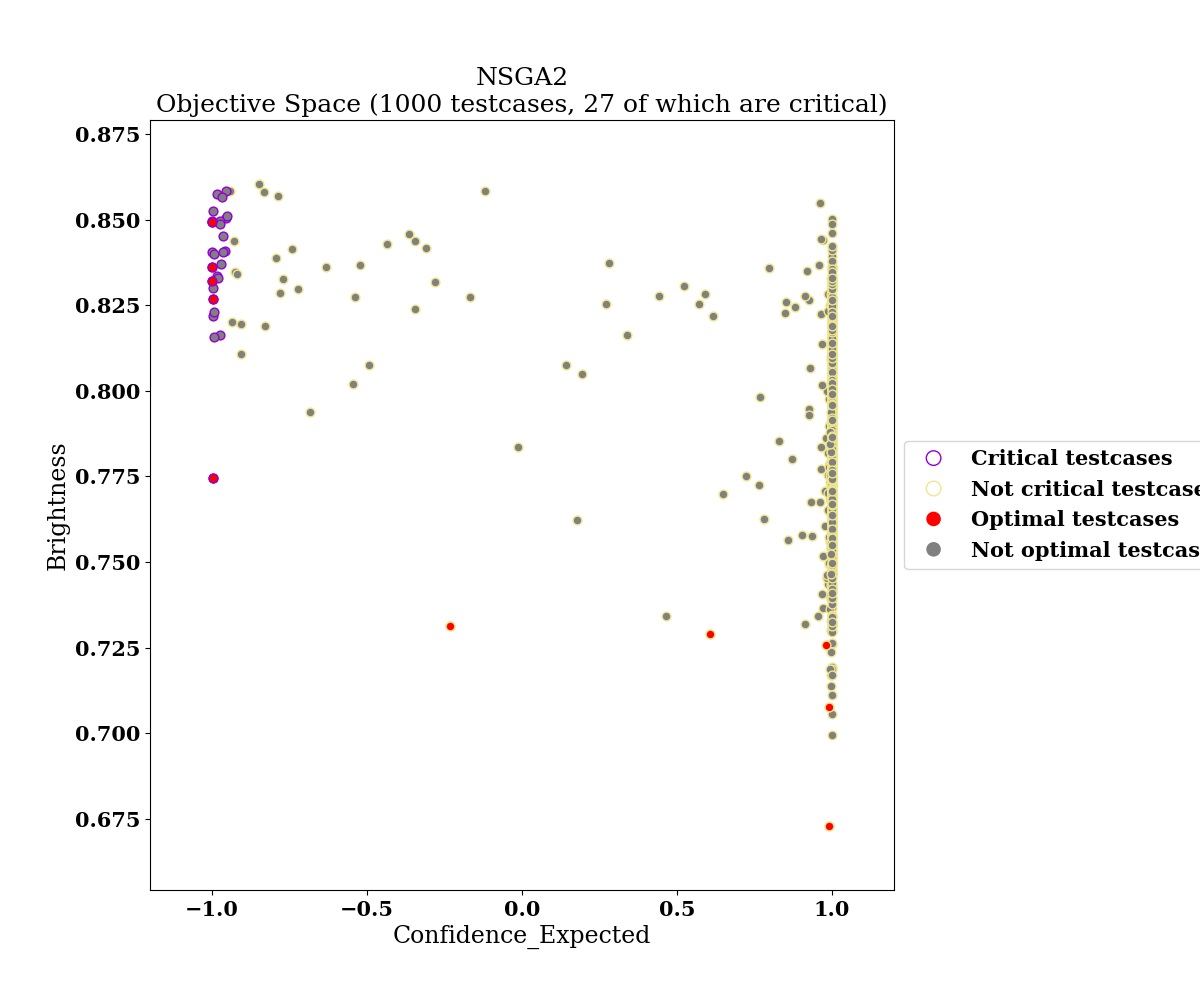 NSGA2
Objective Space (1000 testcases, 27 of which are critical)
0.875
0.850
0.825
0.800
0.775
0.750
0.725
0.700
0.675
Brightness
−1.0
−0.5
0.0
0.5
1.0
Confidence_Expected
Critical testcases
Not critical testcase
Optimal testcases
Not optimal testcas